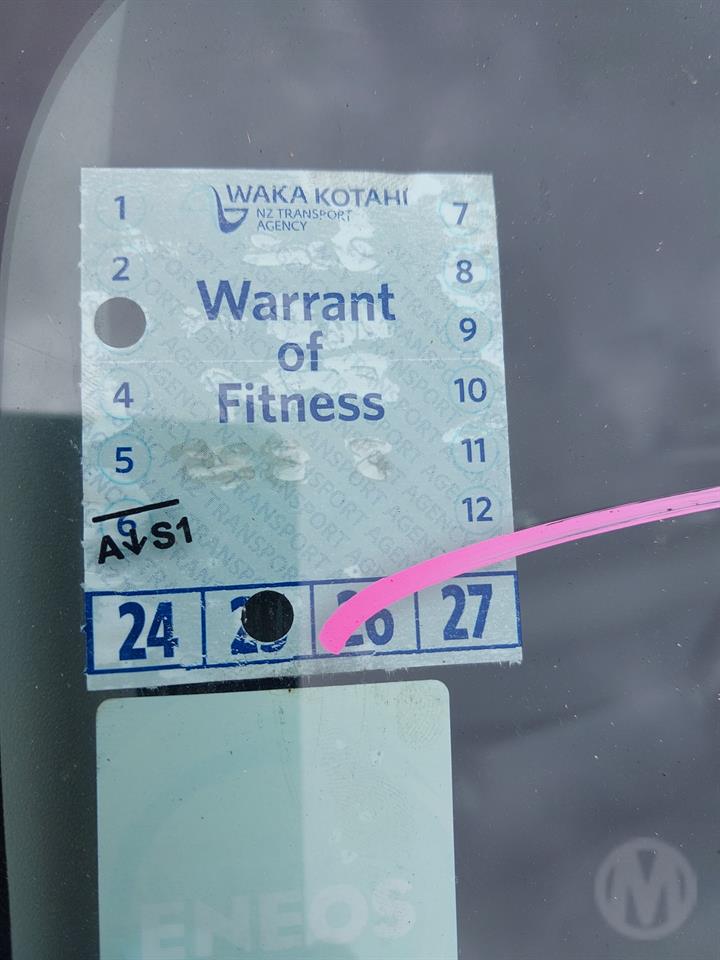 WAKA KOTAHI
NZ TRANSPORT
AGENCY
1
7
2
8
Warrant
of
Fitness
9
4
10
5
11
6
12
A↓S1
24
26
27
ENEOS
M